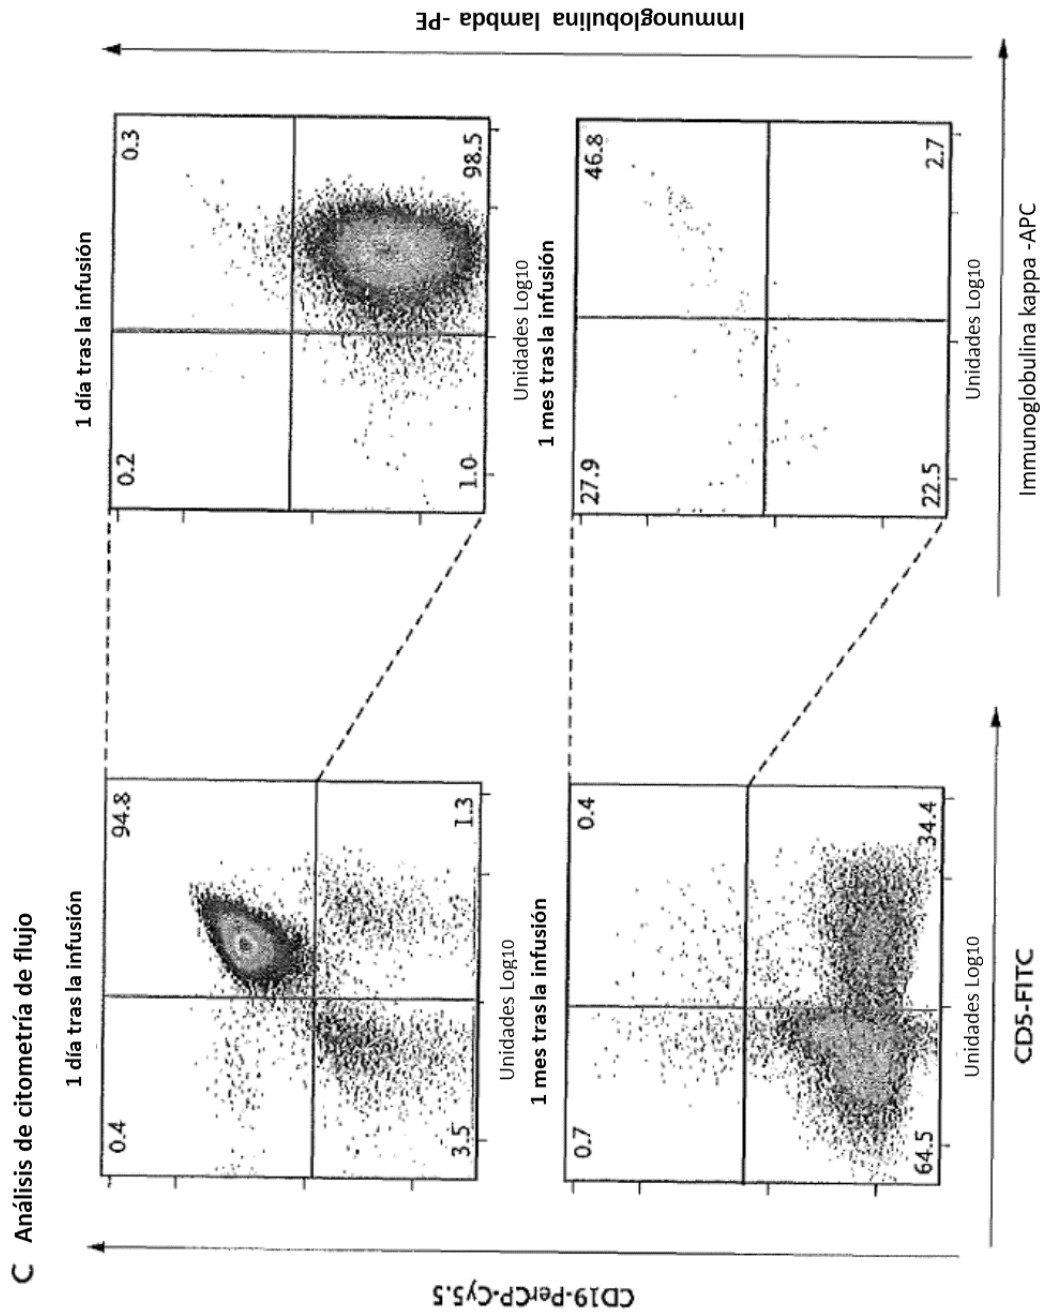 C Análisis de citometría de flujo
1 día tras la infusión
0.4
94.8
3.5
1.3
Unidades Log10
1 mes tras la infusión
0.7
0.4
64.5
34.4
Unidades Log10
CD19-PerCP-Cy5.5
CD5-FITC
1 día tras la infusión
0.2
0.3
1.0
98.5
Unidades Log10
1 mes tras la infusión
27.9
46.8
22.5
2.7
Unidades Log10
Immunoglobulina lambda -PE
Immunoglobulina kappa -APC